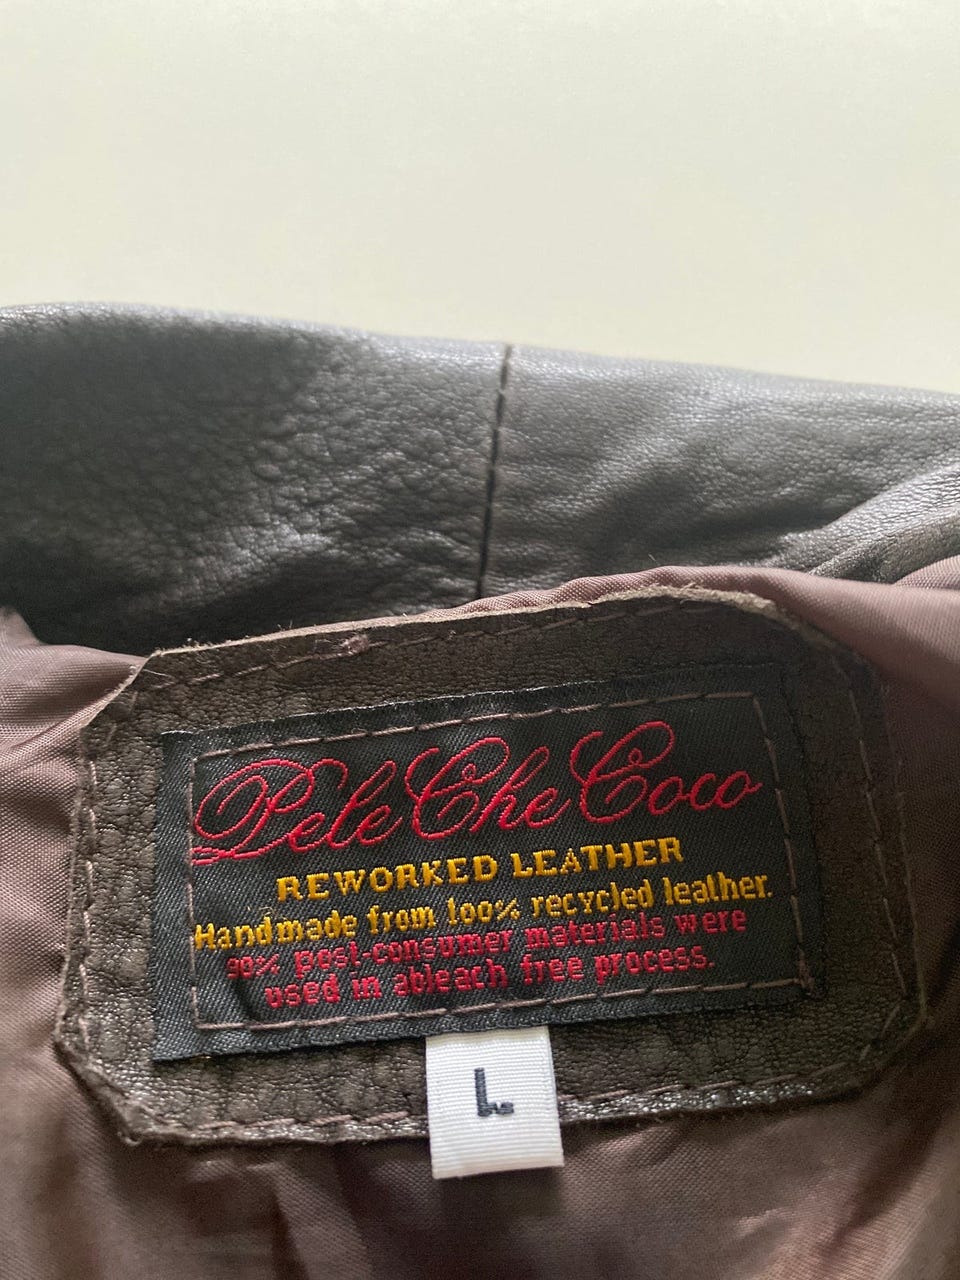 Pele Che Coco
REWORKED LEATHER
Handmade from 100% recycled leather.
90% post-consumer materials were
used in ableach free process.
L